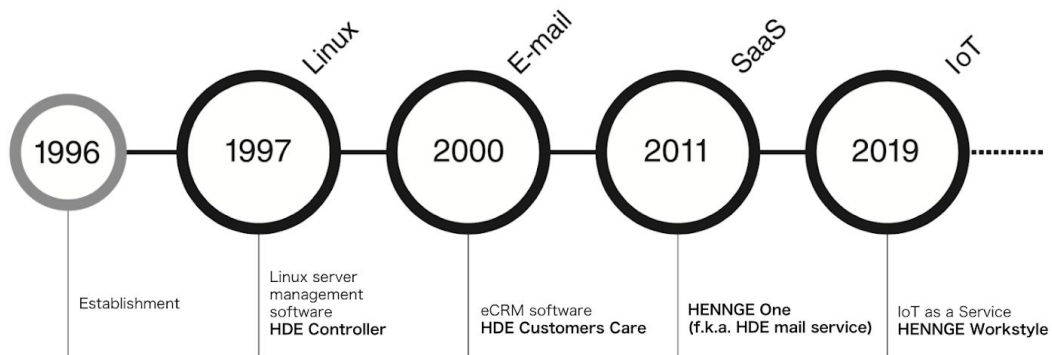 Linux
E-mail
SaaS
IoT
1996
1997
2000
2011
2019
Establishment
Linux server
management
software
HDE Controller
eCRM software
HDE Customers Care
HENNGE One
(f.k.a. HDE mail service)
IoT as a Service
HENNGE Workstyle